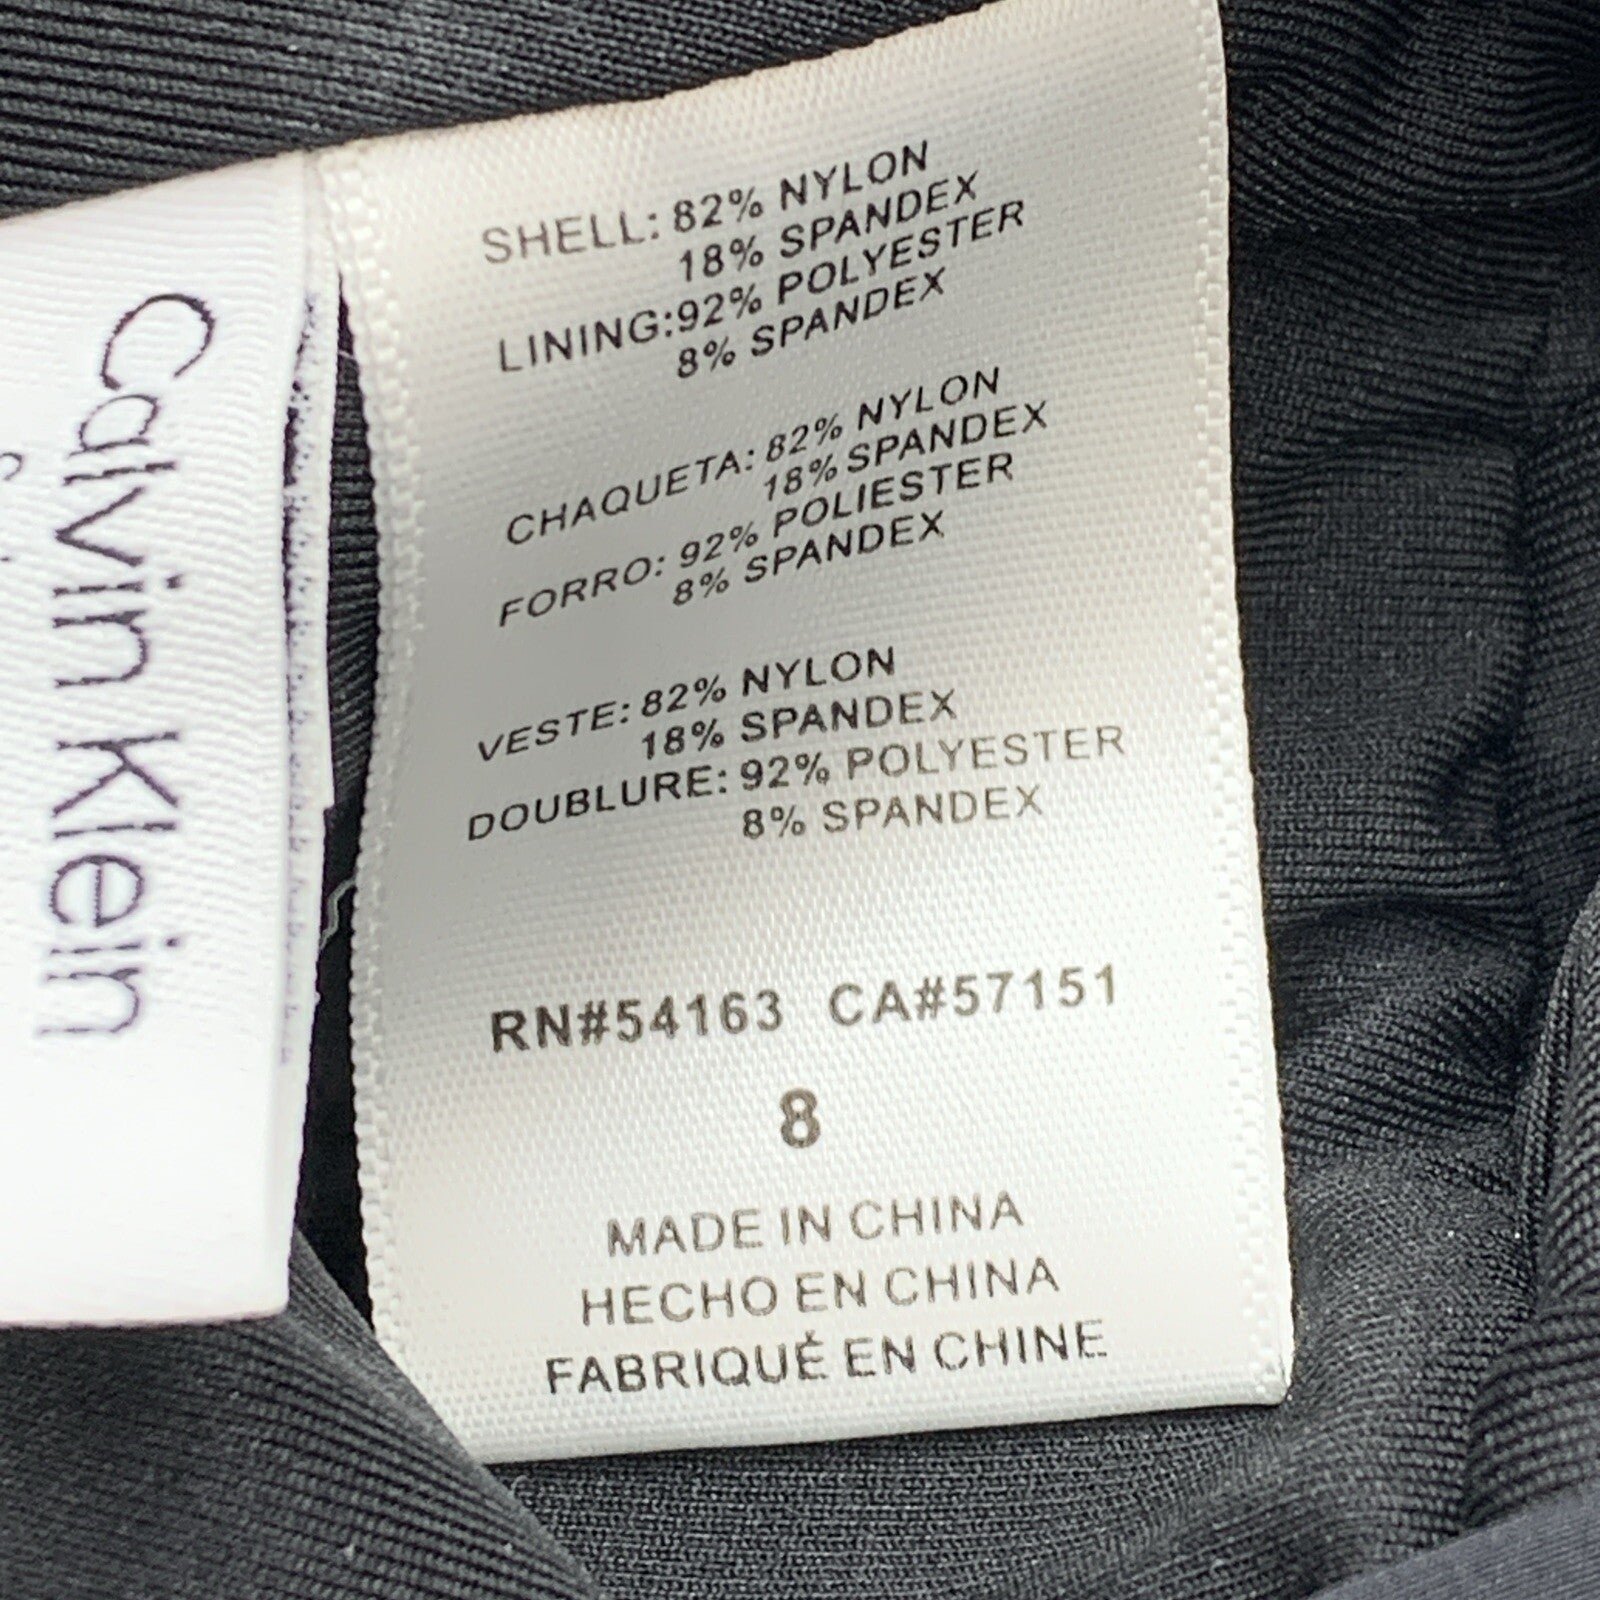 Calvin Klein
SHELL: 82% NYLON
18% SPANDEX
LINING:92% POLYESTER
8% SPANDEX
CHAQUETA: 82% NYLON
18% SPANDEX
FORRO: 92% POLIESTER
8% SPANDEX
VESTE: 82% NYLON
18% SPANDEX
DOUBLURE: 92% POLYESTER
8% SPANDEX
RN#54163 CA#57151
8
MADE IN CHINA
HECHO EN CHINA
FABRIQUÉ EN CHINE